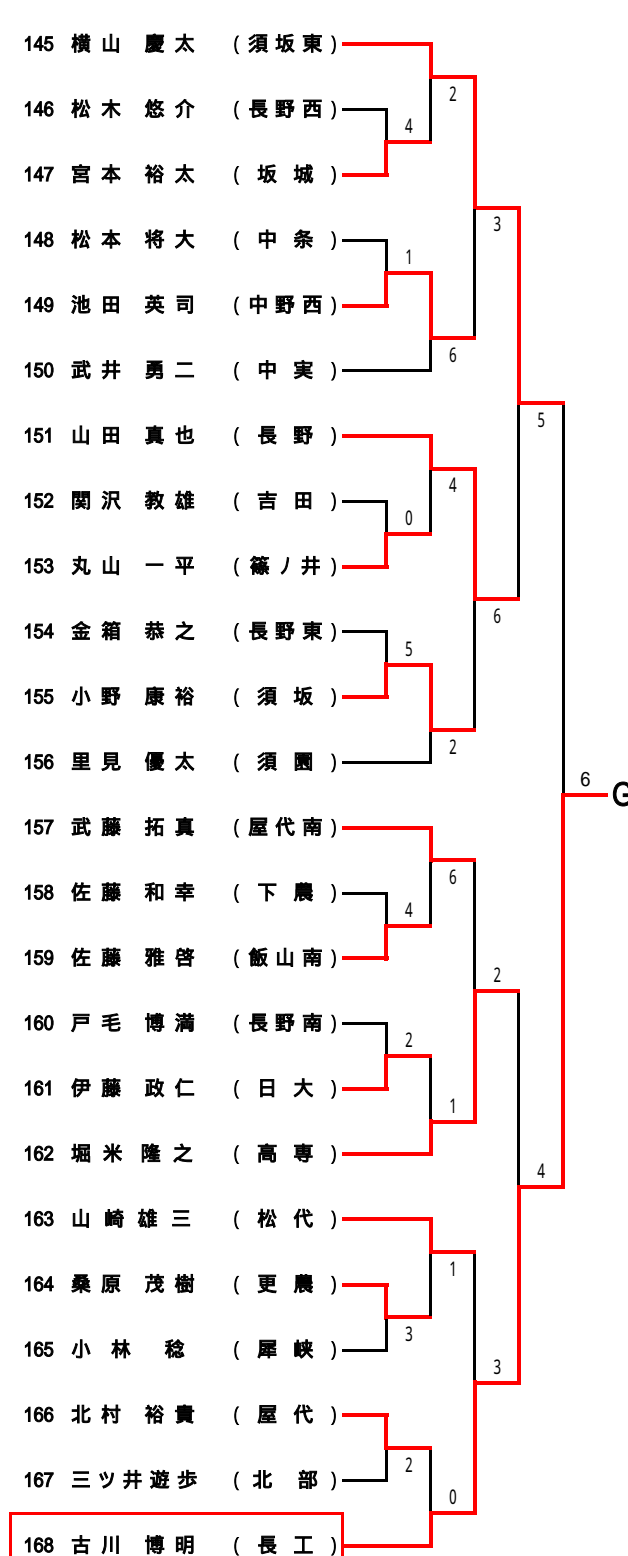 145 横山 慶太 (須坂東)
2
146 松木 悠介 (長野西)
4
147 宮本 裕太 (坂城)
3
148 松本 将大 (中条)
1
149 池田 英司 (中野西)
6
150 武井 勇二 (中実)
5
151 山田 真也 (長野)
4
152 関沢 教雄 (吉田)
0
153 丸山 一平 (篠ノ井)
6
154 金箱 恭之 (長野東)
5
155 小野 康裕 (須坂)
2
156 里見 優太 (須園)
6 G
157 武藤 拓真 (屋代南)
6
158 佐藤 和幸 (下農)
4
159 佐藤 雅啓 (飯山南)
2
160 戸毛 博満 (長野南)
2
161 伊藤 政仁 (日大)
1
162 堀米 隆之 (高専)
4
163 山崎雄三 (松代)
1
164 桑原 茂樹 (更農)
3
165 小林 稔 (犀峡)
3
166 北村 裕貴 (屋代)
2
167 三ツ井遊歩 (北部)
0
168 古川 博明 (長工)